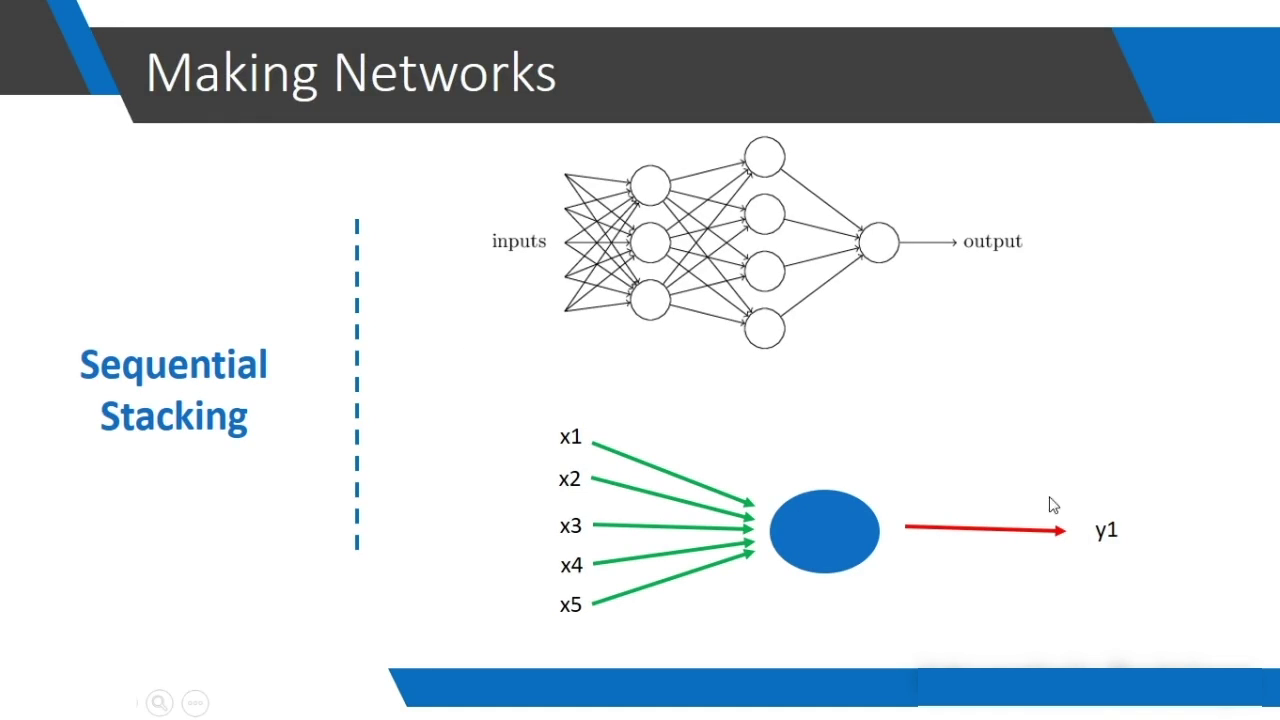 Making Networks
inputs
output
Sequential
Stacking
x1
x2
x3
x4
x5
y1